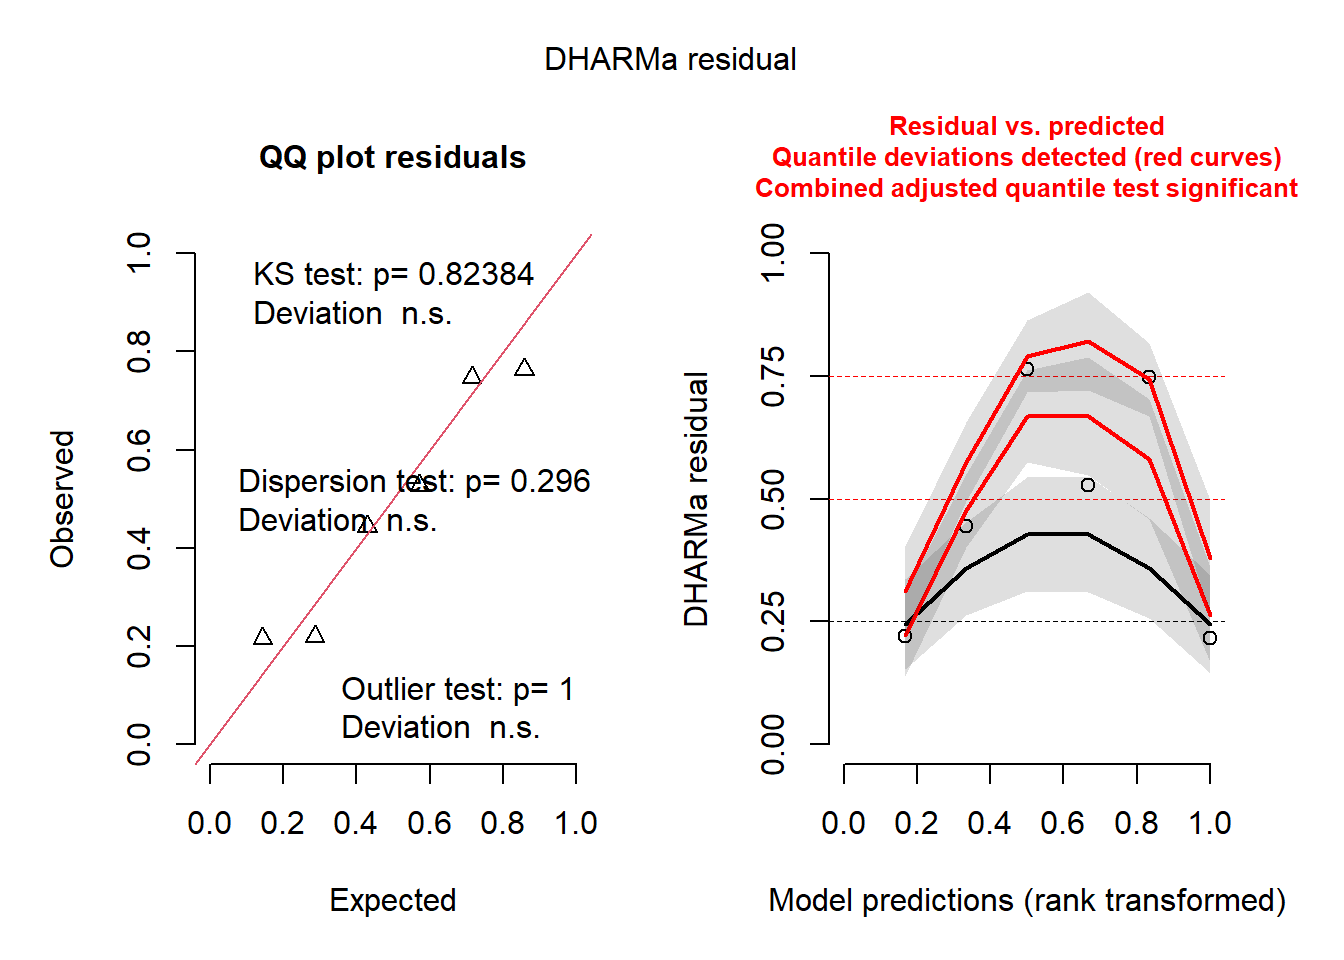 DHARMa residual
QQ plot residuals
KS test: p= 0.82384
Deviation  n.s.
Dispersion test: p= 0.296
Deviation  n.s.
Outlier test: p= 1
Deviation  n.s.
Observed
0.0 0.2 0.4 0.6 0.8 1.0
0.0 0.2 0.4 0.6 0.8 1.0
Expected
Residual vs. predicted
Quantile deviations detected (red curves)
Combined adjusted quantile test significant
DHARMa residual
0.00 0.25 0.50 0.75 1.00
0.0 0.2 0.4 0.6 0.8 1.0
Model predictions (rank transformed)